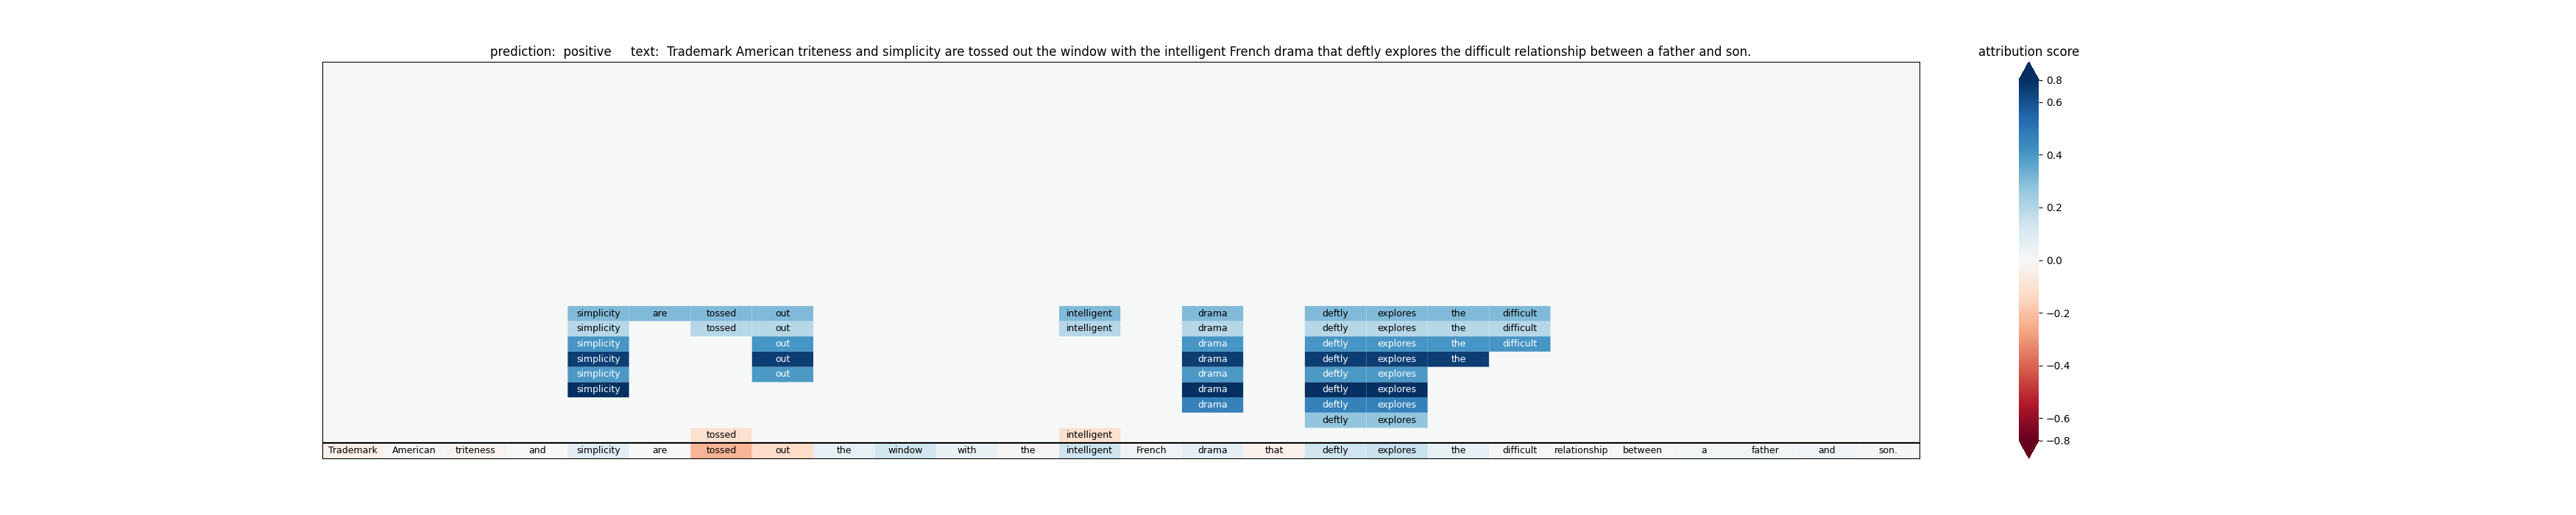 prediction:  positive     text:  Trademark American triteness and simplicity are tossed out the window with the intelligent French drama that deftly explores the difficult relationship between a father and son.
attribution score
0.8
0.6
0.4
0.2
0.0
−0.2
−0.4
−0.6
−0.8
simplicity are tossed out intelligent drama deftly explores the difficult
simplicity tossed out intelligent drama deftly explores the difficult
simplicity out drama deftly explores the difficult
simplicity out drama deftly explores the
simplicity out drama deftly explores
simplicity drama deftly explores
drama deftly explores
deftly explores
tossed intelligent
Trademark American triteness and simplicity are tossed out the window with the intelligent French drama that deftly explores the difficult relationship between a father and son.